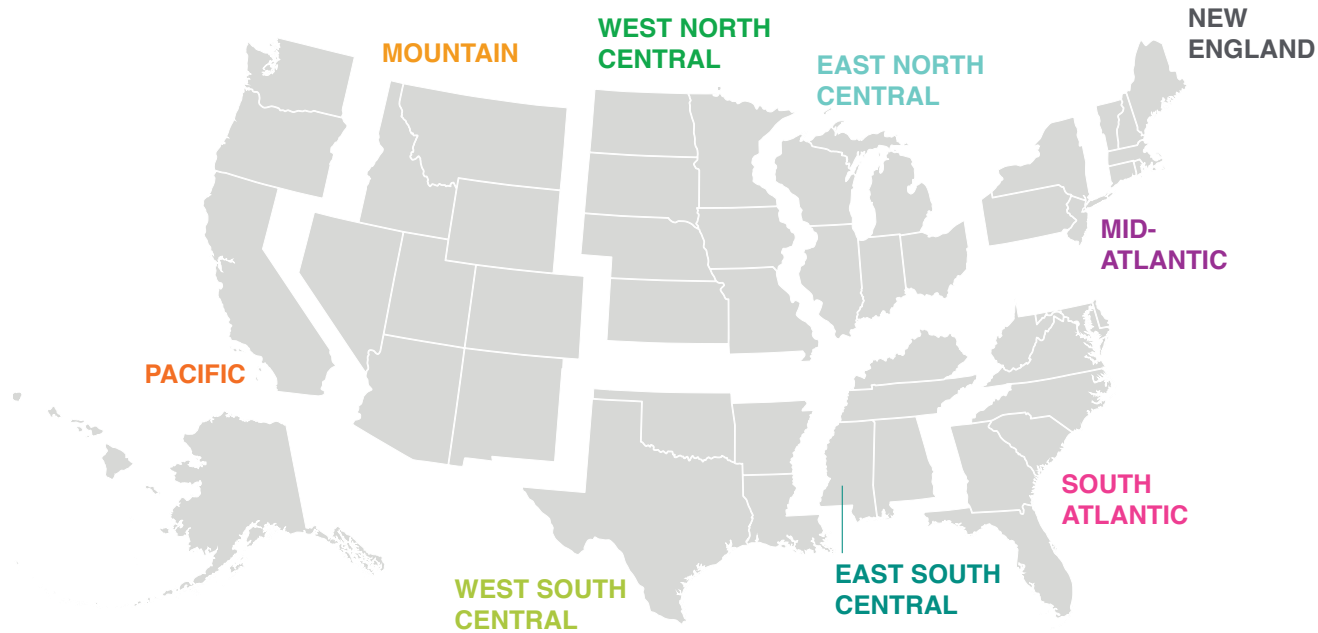 NEW
ENGLAND
WEST NORTH
CENTRAL
MOUNTAIN
EAST NORTH
CENTRAL
MID-
ATLANTIC
PACIFIC
SOUTH
ATLANTIC
EAST SOUTH
CENTRAL
WEST SOUTH
CENTRAL